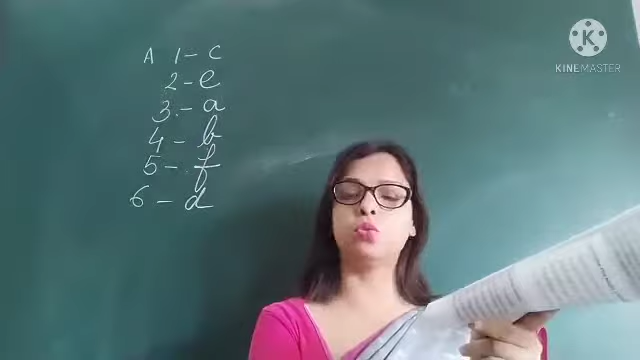 A 1 - C
2 - e
3. - a
4 - b
5 - f
6 - d
K
KINEMASTER